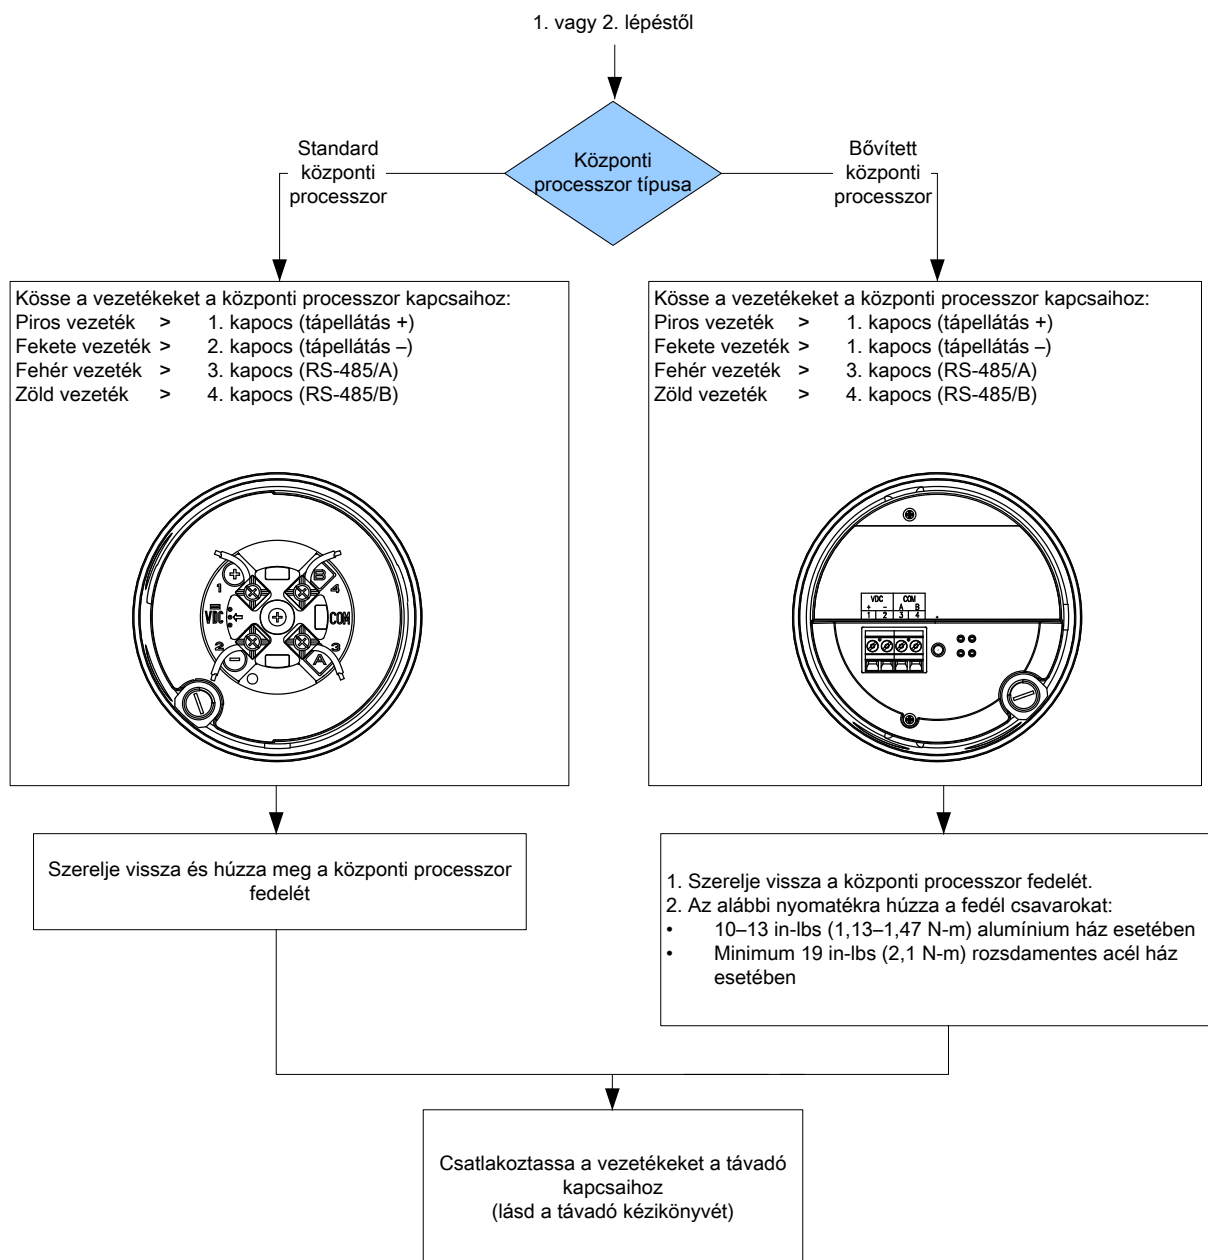 1. vagy 2. lépéstől
Standard
központi
processzor
Központi
processzor típusa
Bővített
központi
processzor
Kösse a vezetékeket a központi processzor kapcsaihoz:
Piros vezeték > 1. kapocs (tápellátás +)
Fekete vezeték > 2. kapocs (tápellátás –)
Fehér vezeték > 3. kapocs (RS-485/A)
Zöld vezeték > 4. kapocs (RS-485/B)
1
B
4
VDC
COM
2
3
A
Kösse a vezetékeket a központi processzor kapcsaihoz:
Piros vezeték > 1. kapocs (tápellátás +)
Fekete vezeték > 1. kapocs (tápellátás –)
Fehér vezeték > 3. kapocs (RS-485/A)
Zöld vezeték > 4. kapocs (RS-485/B)
VDC COM
+ - A B
1 2 3 4
Szerelje vissza és húzza meg a központi processzor
fedelét
1. Szerelje vissza a központi processzor fedelét.
2. Az alábbi nyomatékra húzza a fedél csavarokat:
• 10–13 in-lbs (1,13–1,47 N-m) alumínium ház esetében
• Minimum 19 in-lbs (2,1 N-m) rozsdamentes acél ház
esetében
Csatlakoztassa a vezetékeket a távadó
kapcsaihoz
(lásd a távadó kézikönyvét)